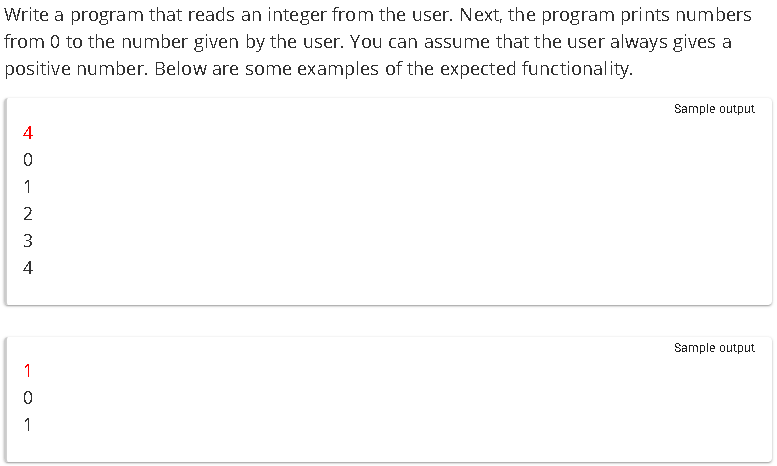 Write a program that reads an integer from the user. Next, the program prints numbers
from 0 to the number given by the user. You can assume that the user always gives a
positive number. Below are some examples of the expected functionality.
Sample output
4
0
1
2
3
4
Sample output
1
0
1